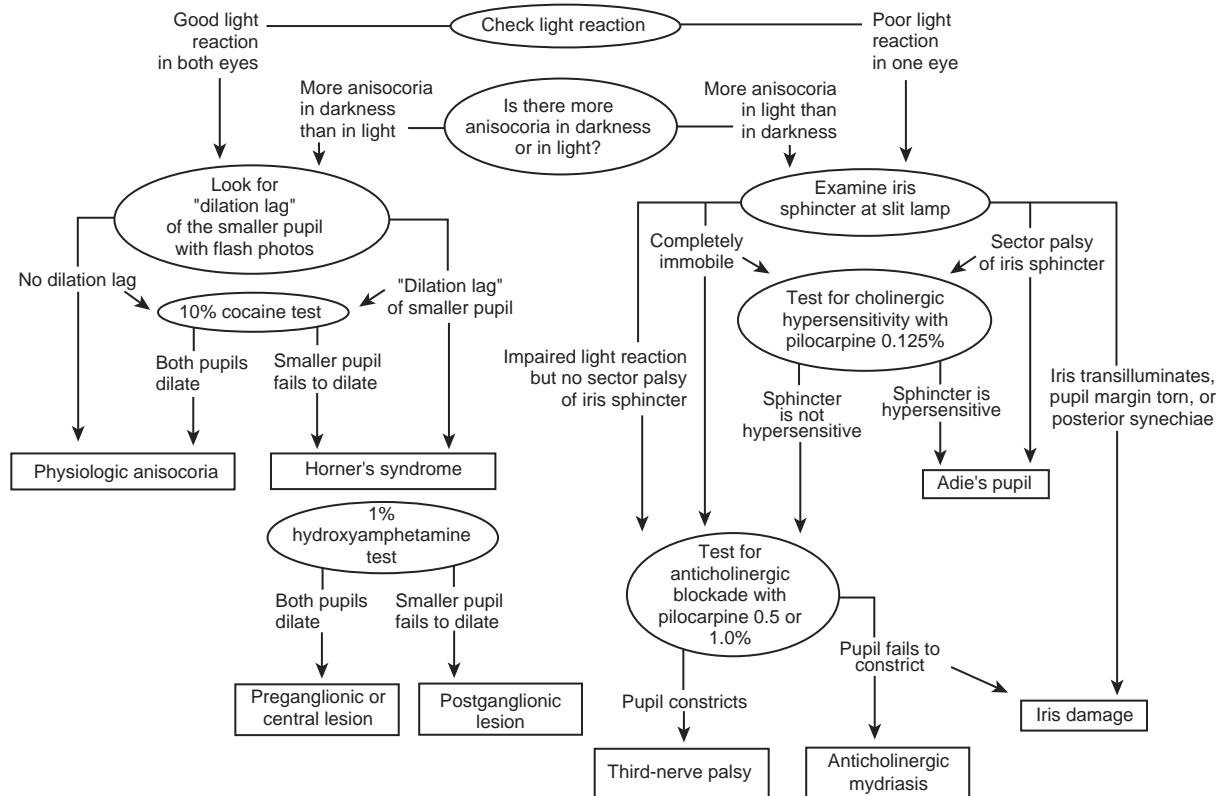 Good light
reaction
in both eyes
Check light reaction
Poor light
reaction
in one eye
More anisocoria
in darkness
than in light
Is there more
anisocoria in darkness
or in light?
More anisocoria
in light than
in darkness
Look for
"dilation lag"
of the smaller pupil
with flash photos
Examine iris
sphincter at slit lamp
No dilation lag
10% cocaine test
"Dilation lag"
of smaller pupil
Completely
immobile
Sector palsy
of iris sphincter
Test for cholinergic
hypersensitivity with
pilocarpine 0.125%
Both pupils
dilate
Smaller pupil
fails to dilate
Impaired light reaction
but no sector palsy
of iris sphincter
Sphincter
is not
hypersensitive
Sphincter is
hypersensitive
Iris transilluminates,
pupil margin torn, or
posterior synechiae
Physiologic anisocoria
Horner's syndrome
Adie's pupil
1%
hydroxyamphetamine
test
Test for
anticholinergic
blockade with
pilocarpine 0.5 or
1.0%
Both pupils
dilate
Smaller pupil
fails to dilate
Preganglionic or
central lesion
Postganglionic
lesion
Pupil constricts
Pupil fails to
constrict
Iris damage
Third-nerve palsy
Anticholinergic
mydriasis